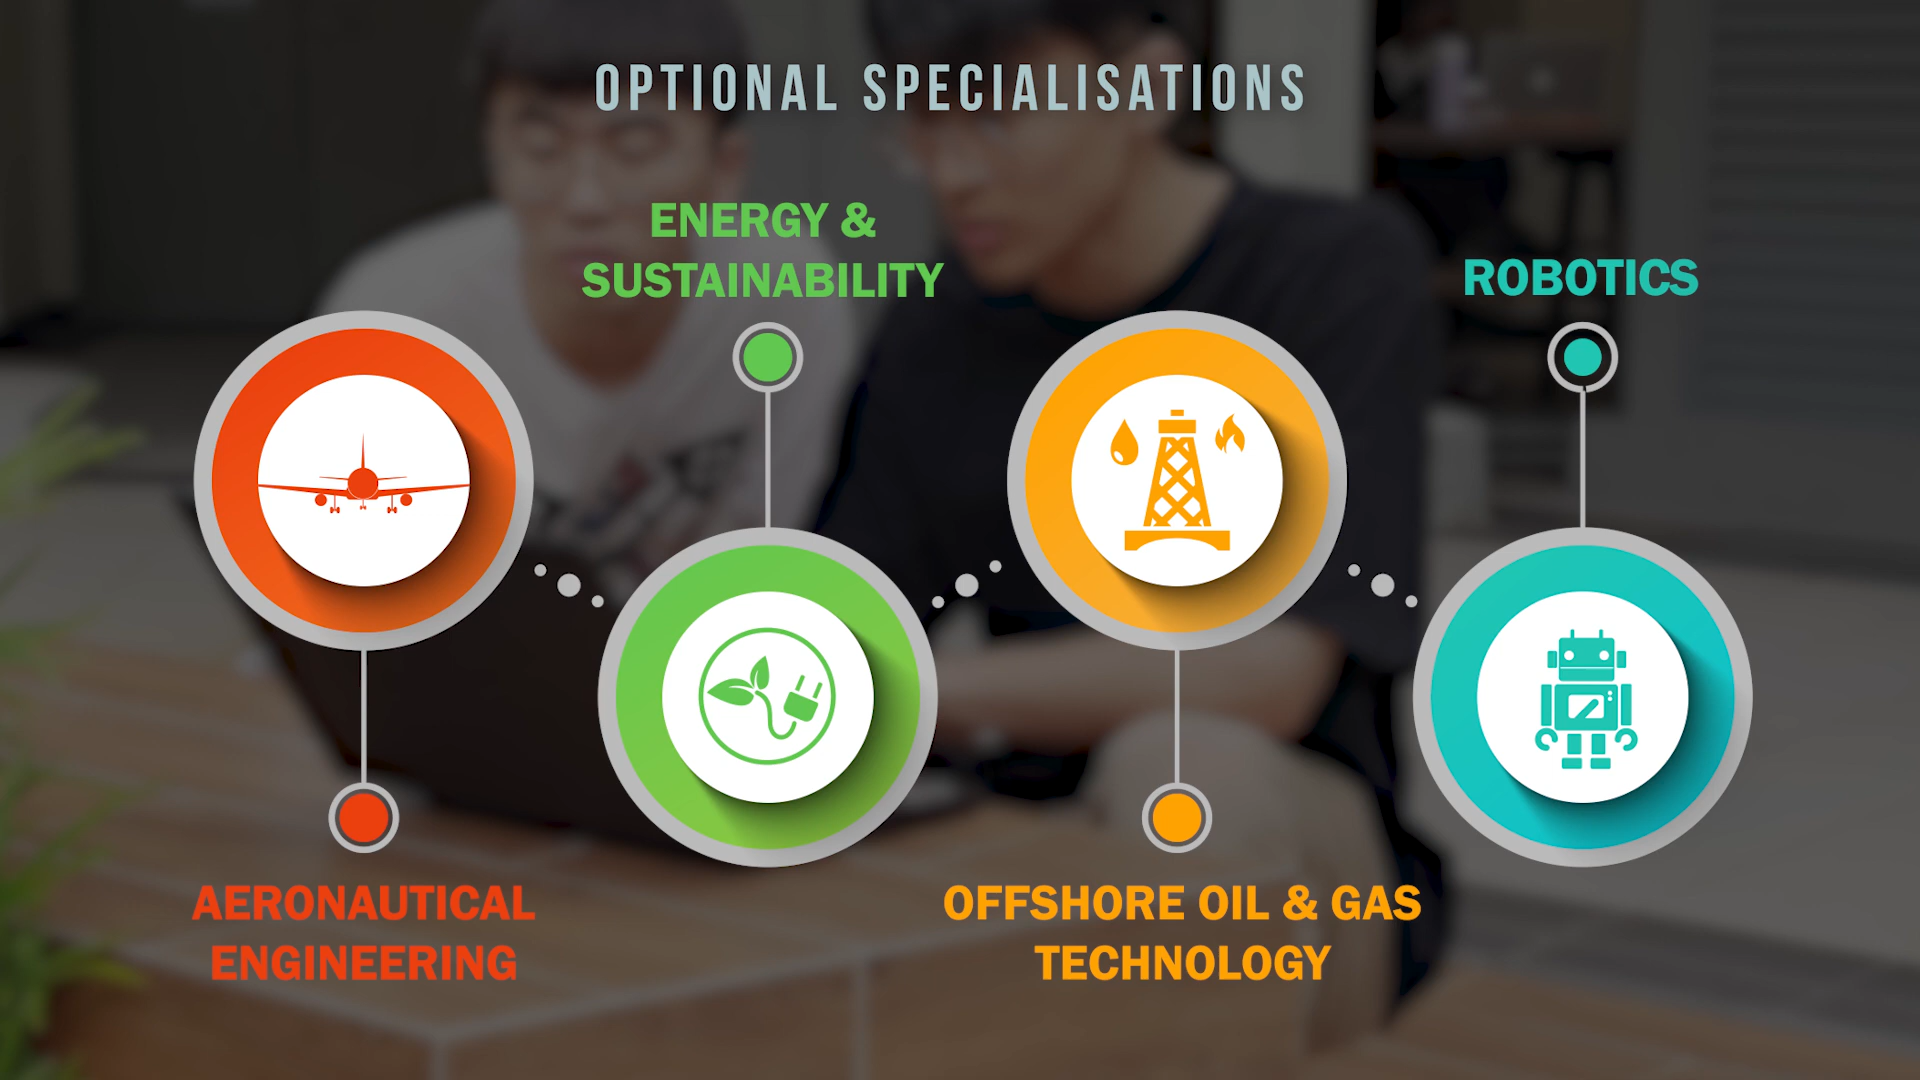 OPTIONAL SPECIALISATIONS
ENERGY &
SUSTAINABILITY
ROBOTICS
AERONAUTICAL
ENGINEERING
OFFSHORE OIL & GAS
TECHNOLOGY